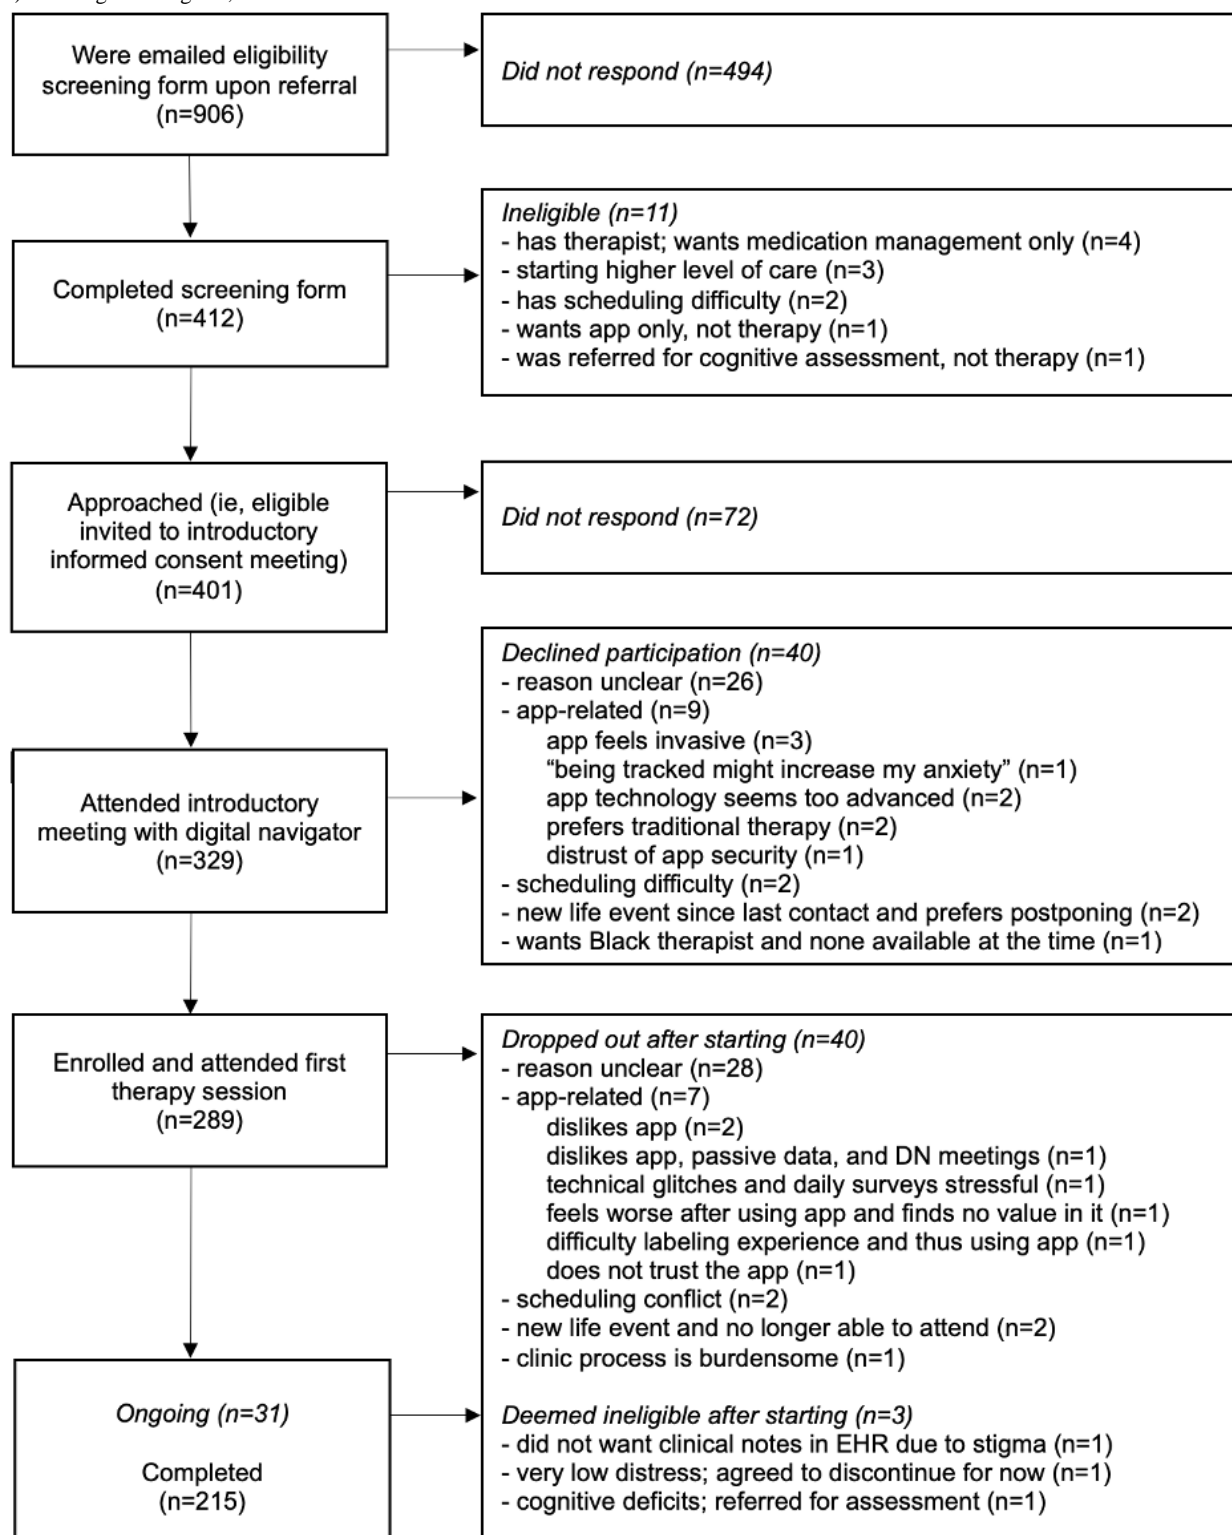 Were emailed eligibility
screening form upon referral
(n=906)
Did not respond (n=494)
Completed screening form
(n=412)
Ineligible (n=11)
- has therapist; wants medication management only (n=4)
- starting higher level of care (n=3)
- has scheduling difficulty (n=2)
- wants app only, not therapy (n=1)
- was referred for cognitive assessment, not therapy (n=1)
Approached (ie, eligible
invited to introductory
informed consent meeting)
(n=401)
Did not respond (n=72)
Attended introductory
meeting with digital navigator
(n=329)
Declined participation (n=40)
- reason unclear (n=26)
- app-related (n=9)
app feels invasive (n=3)
“being tracked might increase my anxiety” (n=1)
app technology seems too advanced (n=2)
prefers traditional therapy (n=2)
distrust of app security (n=1)
- scheduling difficulty (n=2)
- new life event since last contact and prefers postponing (n=2)
- wants Black therapist and none available at the time (n=1)
Enrolled and attended first
therapy session
(n=289)
Dropped out after starting (n=40)
- reason unclear (n=28)
- app-related (n=7)
dislikes app (n=2)
dislikes app, passive data, and DN meetings (n=1)
technical glitches and daily surveys stressful (n=1)
feels worse after using app and finds no value in it (n=1)
difficulty labeling experience and thus using app (n=1)
does not trust the app (n=1)
- scheduling conflict (n=2)
- new life event and no longer able to attend (n=2)
- clinic process is burdensome (n=1)
Ongoing (n=31)
Completed
(n=215)
Deemed ineligible after starting (n=3)
- did not want clinical notes in EHR due to stigma (n=1)
- very low distress; agreed to discontinue for now (n=1)
- cognitive deficits; referred for assessment (n=1)